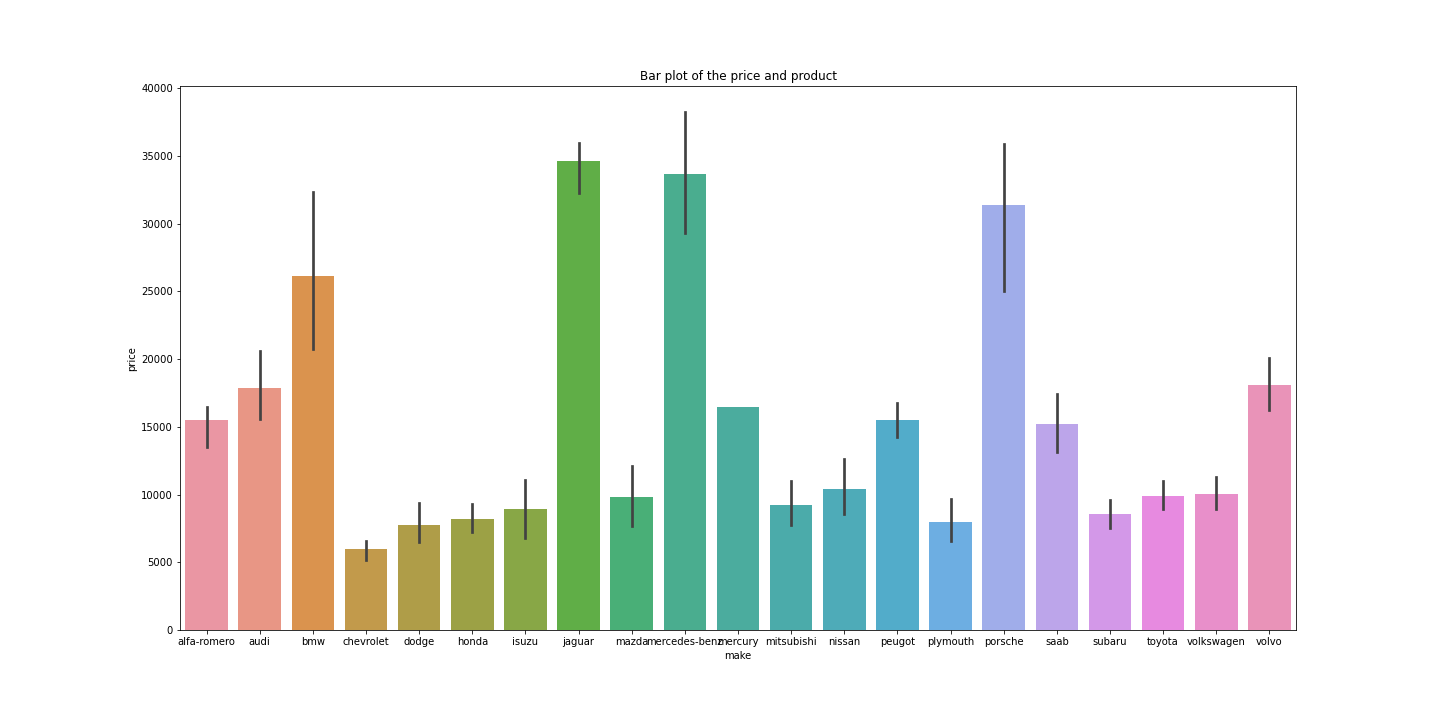 Bar plot of the price and product
40000
35000
30000
25000
20000
15000
10000
5000
0
price
alfa-romero audi bmw chevrolet dodge honda isuzu jaguar mazda mercedes-benz mercury mitsubishi nissan peugot plymouth porsche saab subaru toyota volkswagen volvo
make